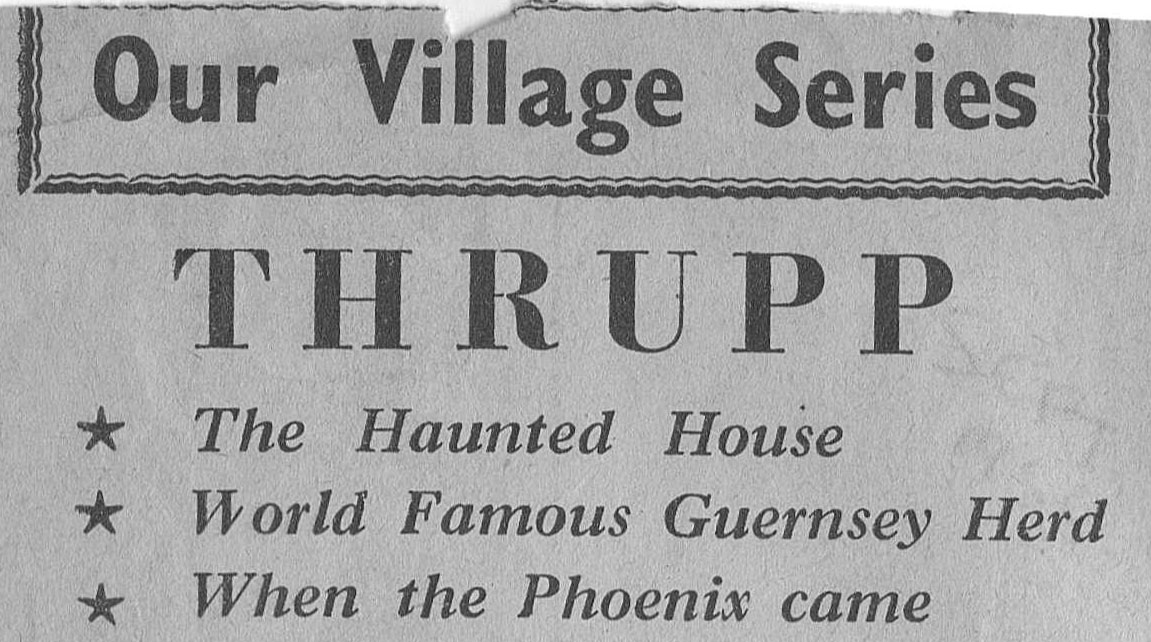 Our Village Series
THRUPP
★ The Haunted House
★ World Famous Guernsey Herd
★ When the Phoenix came